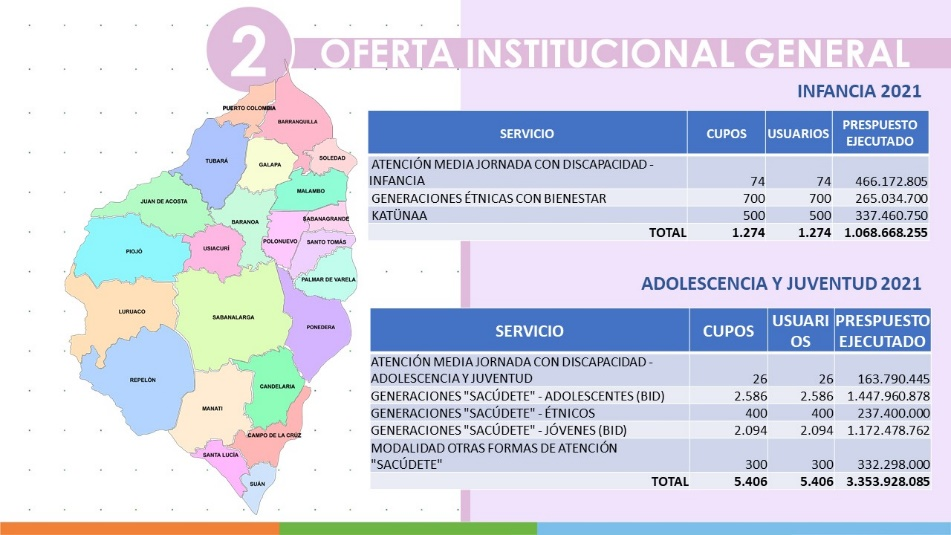 2 OFERTA INSTITUCIONAL GENERAL
PUERTO COLOMBIA
BARRANQUILLA
TUBARÁ
GALAPA
SOLEDAD
MALAMBO
JUAN DE ACOSTA
BARANOA
SABANAGRANDE
POLONUEVO
SANTO TOMÁS
PIOJÓ
USIACURÍ
PALMAR DE VARELA
LURUACO
SABANALARGA
PONEDERA
REPELÓN
CANDELARIA
MANATI
CAMPO DE LA CRUZ
SANTA LUCÍA
SUÁN
INFANCIA 2021
SERVICIO CUPOS USUARIOS PRESPUESTO
EJECUTADO
ATENCIÓN MEDIA JORNADA CON DISCAPACIDAD -
INFANCIA 74 74 466.172.805
GENERACIONES ÉTNICAS CON BIENESTAR 700 700 265.034.700
KATÜNAA 500 500 337.460.750
TOTAL 1.274 1.274 1.068.668.255
ADOLESCENCIA Y JUVENTUD 2021
SERVICIO CUPOS USUARI
OS PRESPUESTO
EJECUTADO
ATENCIÓN MEDIA JORNADA CON DISCAPACIDAD -
ADOLESCENCIA Y JUVENTUD 26 26 163.790.445
GENERACIONES "SACÚDETE" - ADOLESCENTES (BID) 2.586 2.586 1.447.960.878
GENERACIONES "SACÚDETE" - ÉTNICOS 400 400 237.400.000
GENERACIONES "SACÚDETE" - JÓVENES (BID) 2.094 2.094 1.172.478.762
MODALIDAD OTRAS FORMAS DE ATENCIÓN
"SACÚDETE" 300 300 332.298.000
TOTAL 5.406 5.406 3.353.928.085